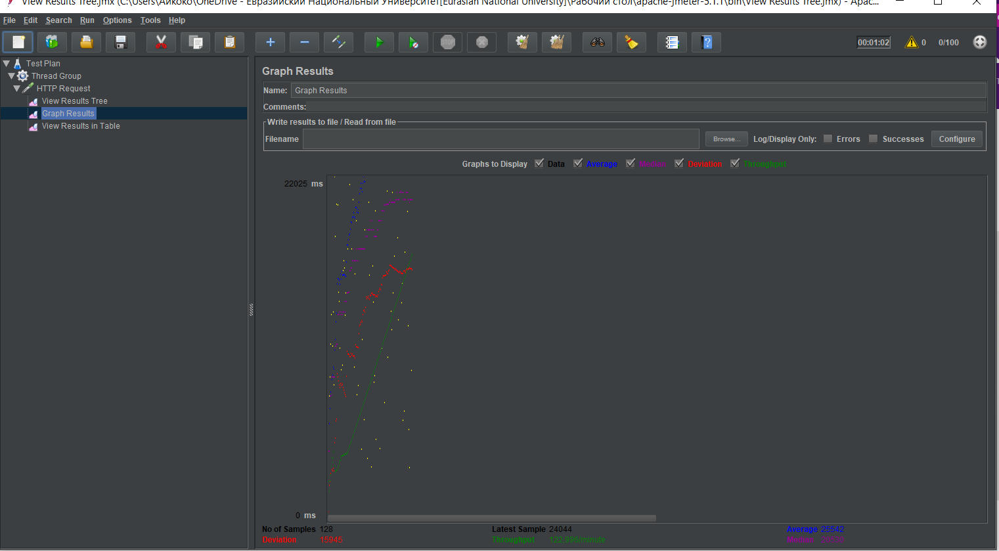 View Results Tree.jmx (C:\Users\Айкоко\OneDrive - Евразийский Национальный Университет[Eurasian National University]\Рабочий стол\apache-jmeter-5.1.1\bin\View Results Tree.jmx) - Apac...
File Edit Search Run Options Tools Help
STOP 00:01:02 0 0/100
Test Plan
Thread Group
HTTP Request
View Results Tree
Graph Results
View Results in Table
Graph Results
Name: Graph Results
Comments:
Write results to file / Read from file
Filename Browse... Log/Display Only: Errors Successes Configure
Graphs to Display Data Average Median Deviation Throughput
22025 ms
0 ms
No of Samples 128 Latest Sample 24044 Average 25542
Deviation 15945 Throughput 122,996/minute Median